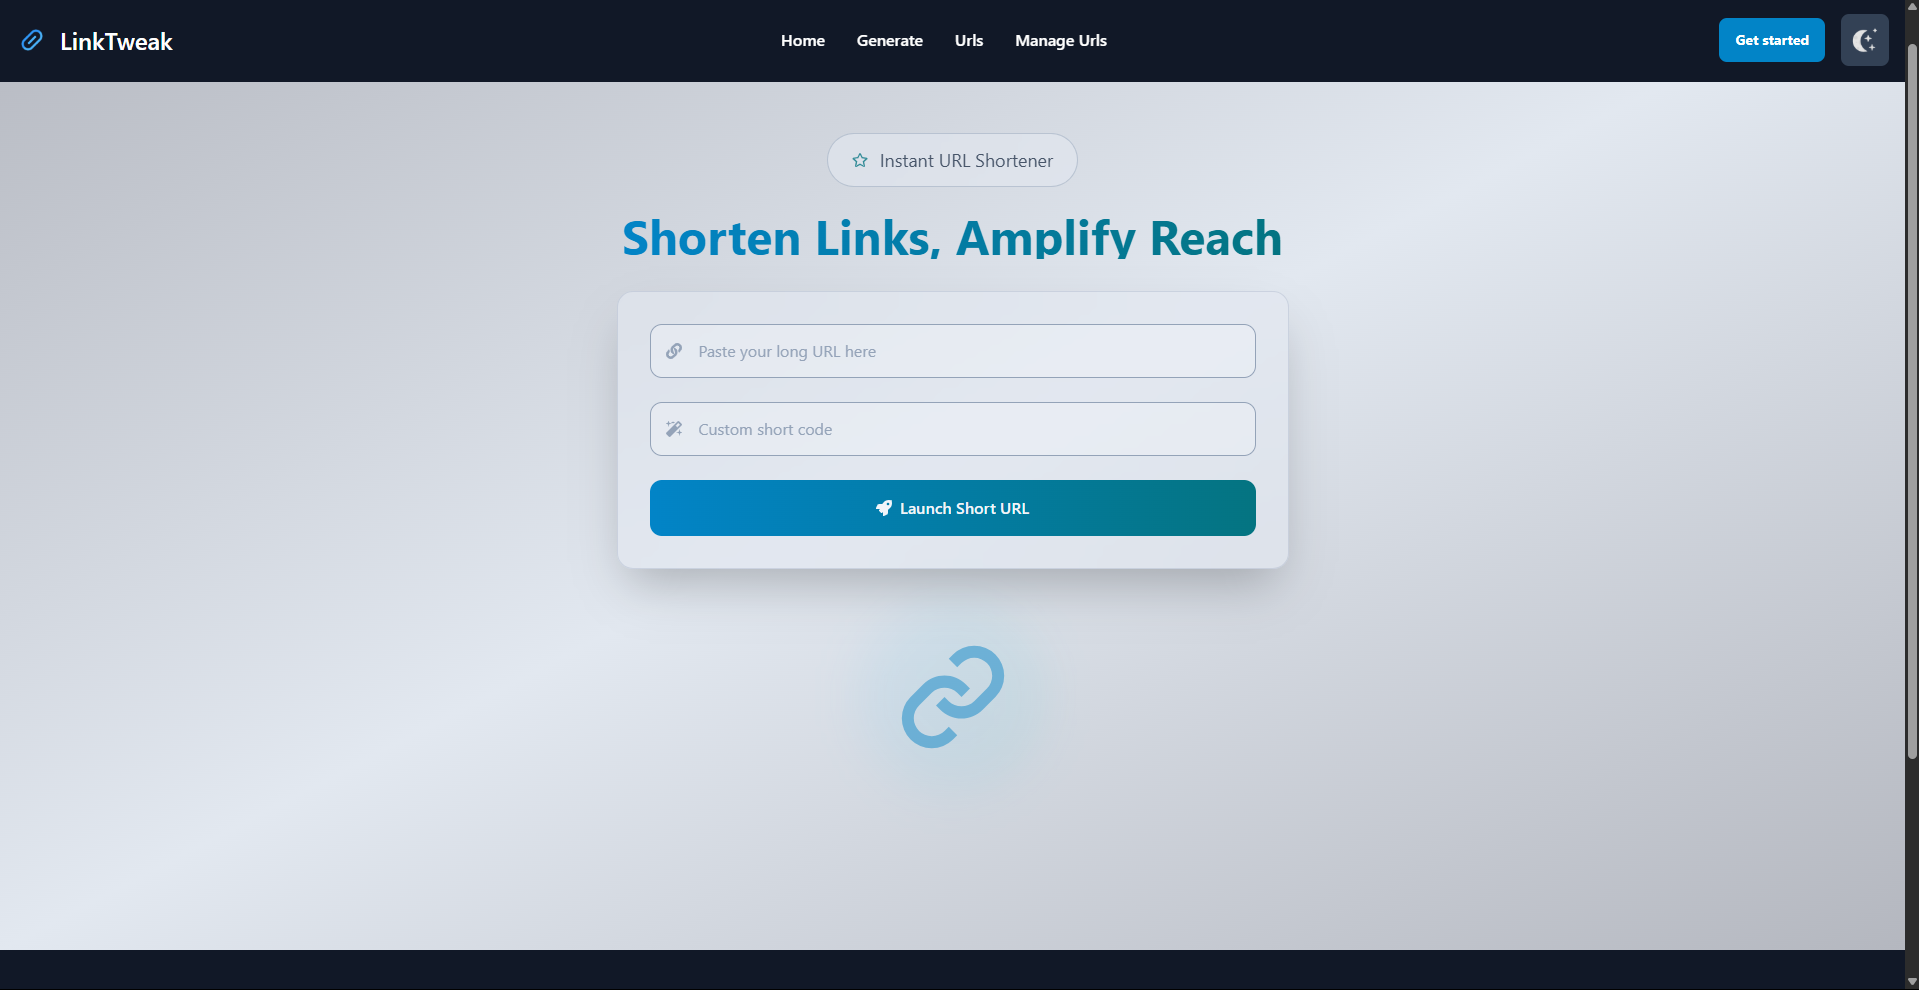 LinkTweak
Home Generate Urls Manage Urls
Get started
Instant URL Shortener
Shorten Links, Amplify Reach
Paste your long URL here
Custom short code
Launch Short URL